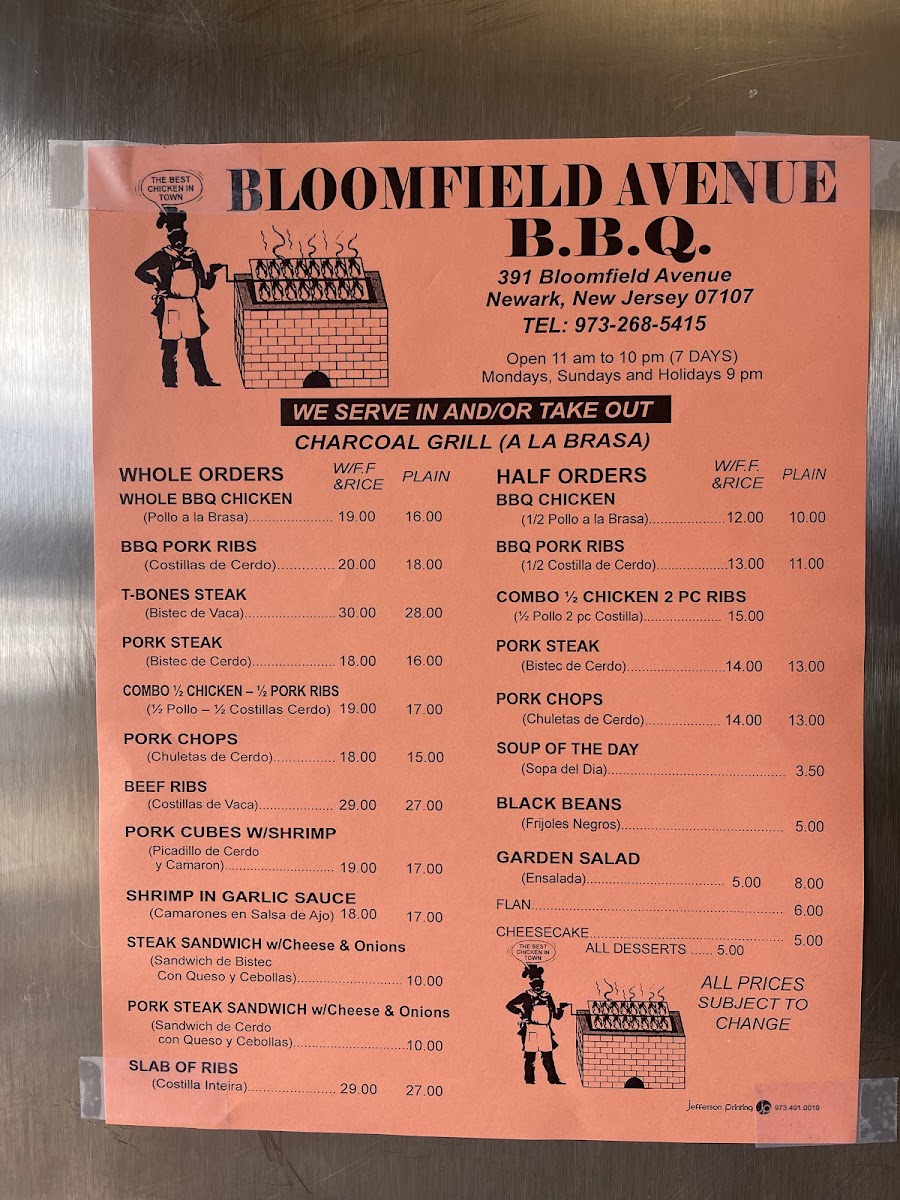 THE BEST
CHICKEN IN
TOWN
BLOOMFIELD AVENUE
B.B.Q.
391 Bloomfield Avenue
Newark, New Jersey 07107
TEL: 973-268-5415
Open 11 am to 10 pm (7 DAYS)
Mondays, Sundays and Holidays 9 pm
WE SERVE IN AND/OR TAKE OUT
CHARCOAL GRILL (A LA BRASA)
WHOLE ORDERS W/F.F &RICE PLAIN
WHOLE BBQ CHICKEN
(Pollo a la Brasa)...................... 19.00 16.00
BBQ PORK RIBS
(Costillas de Cerdo)............... 20.00 18.00
T-BONES STEAK
(Bistec de Vaca)..................... 30.00 28.00
PORK STEAK
(Bistec de Cerdo)...................... 18.00 16.00
COMBO ½ CHICKEN – ½ PORK RIBS
(½ Pollo – ½ Costillas Cerdo) 19.00 17.00
PORK CHOPS
(Chuletas de Cerdo)................ 18.00 15.00
BEEF RIBS
(Costillas de Vaca).................... 29.00 27.00
PORK CUBES W/SHRIMP
(Picadillo de Cerdo
y Camaron)............................. 19.00 17.00
SHRIMP IN GARLIC SAUCE
(Camarones en Salsa de Ajo) 18.00 17.00
STEAK SANDWICH w/Cheese & Onions
(Sandwich de Bistec
Con Queso y Cebollas)............................ 10.00
PORK STEAK SANDWICH w/Cheese & Onions
(Sandwich de Cerdo
con Queso y Cebollas)..............................10.00
SLAB OF RIBS
(Costilla Inteira)....................... 29.00 27.00
HALF ORDERS W/F.F. &RICE PLAIN
BBQ CHICKEN
(1/2 Pollo a la Brasa)....................12.00 10.00
BBQ PORK RIBS
(1/2 Costilla de Cerdo)...................13.00 11.00
COMBO ½ CHICKEN 2 PC RIBS
(½ Pollo 2 pc Costilla)..................... 15.00
PORK STEAK
(Bistec de Cerdo)..........................14.00 13.00
PORK CHOPS
(Chuletas de Cerdo).................... 14.00 13.00
SOUP OF THE DAY
(Sopa del Dia)............................................... 3.50
BLACK BEANS
(Frijoles Negros)........................................... 5.00
GARDEN SALAD
(Ensalada)..................................... 5.00 8.00
FLAN.................................................................. 6.00
CHEESECAKE.................................................... 5.00
ALL DESSERTS ...... 5.00
THE BEST
CHICKEN IN
TOWN
ALL PRICES
SUBJECT TO
CHANGE
Jefferson Printing jp 973.491.0019